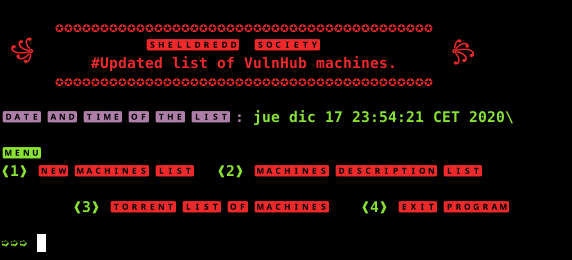 ✪✪✪✪✪✪✪✪✪✪✪✪✪✪✪✪✪✪✪✪✪✪✪✪✪✪✪✪✪✪✪✪✪✪✪✪✪✪✪✪✪✪
SHELLDREDD SOCIETY
#Updated list of VulnHub machines.
✪✪✪✪✪✪✪✪✪✪✪✪✪✪✪✪✪✪✪✪✪✪✪✪✪✪✪✪✪✪✪✪✪✪✪✪✪✪✪✪✪✪
DATE AND TIME OF THE LIST: jue dic 17 23:54:21 CET 2020\
MENU
❰1❱ NEW MACHINES LIST ❰2❱ MACHINES DESCRIPTION LIST
❰3❱ TORRENT LIST OF MACHINES ❰4❱ EXIT PROGRAM
➭➭➭